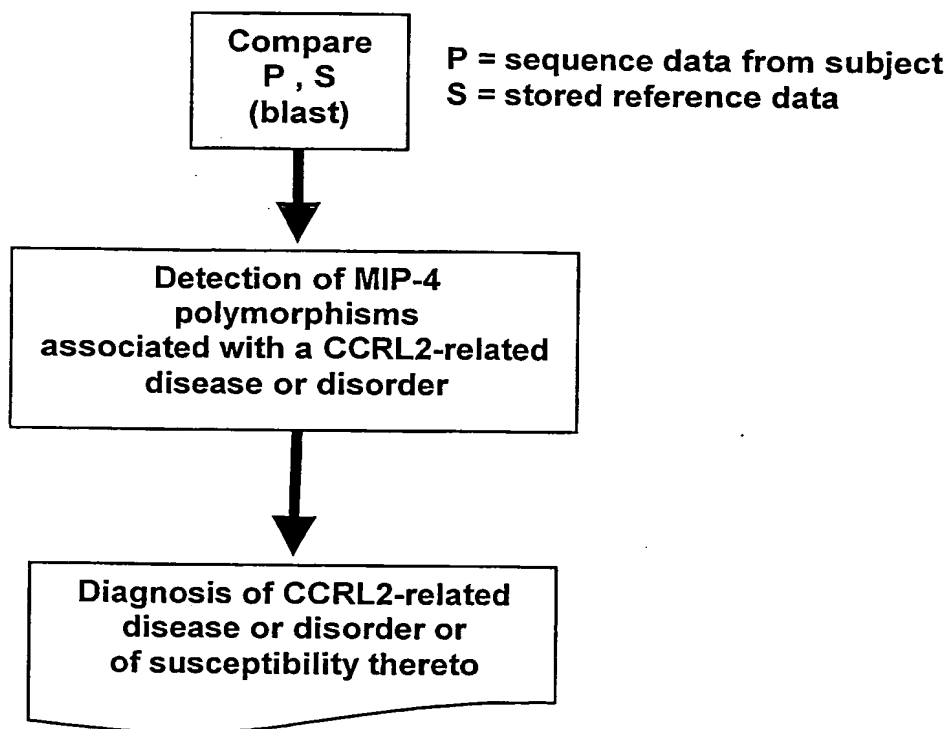 Compare
P , S
(blast)
P = sequence data from subject
S = stored reference data
Detection of MIP-4
polymorphisms
associated with a CCRL2-related
disease or disorder
Diagnosis of CCRL2-related
disease or disorder or
of susceptibility thereto